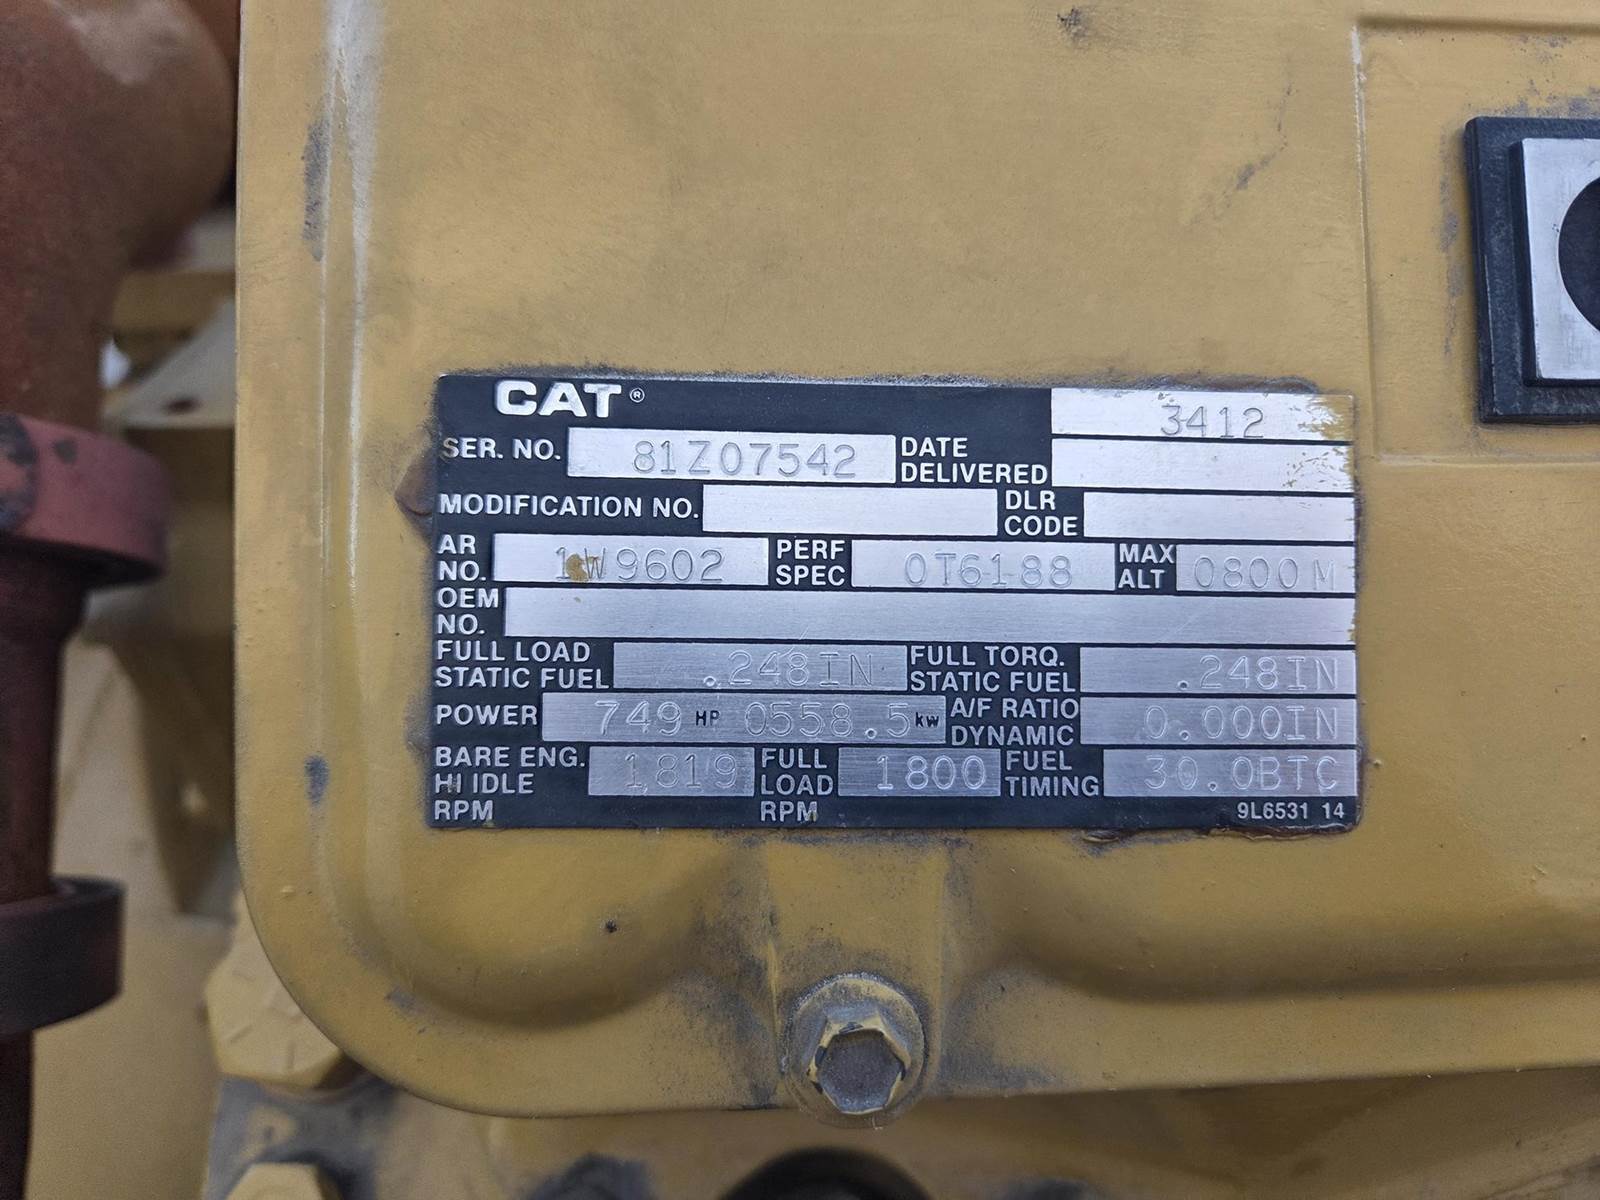 CAT®
3412
SER. NO. 81Z07542 DATE DELIVERED
MODIFICATION NO. DLR CODE
AR NO. 1W9602 PERF SPEC 0T6188 MAX ALT 0800M
OEM NO.
FULL LOAD STATIC FUEL .248IN FULL TORQ. STATIC FUEL .248IN
POWER 749 HP 0558.5 kw A/F RATIO DYNAMIC 0.000IN
BARE ENG. HI IDLE RPM 1819 FULL LOAD RPM 1800 FUEL TIMING 30.0BTC
9L6531 14